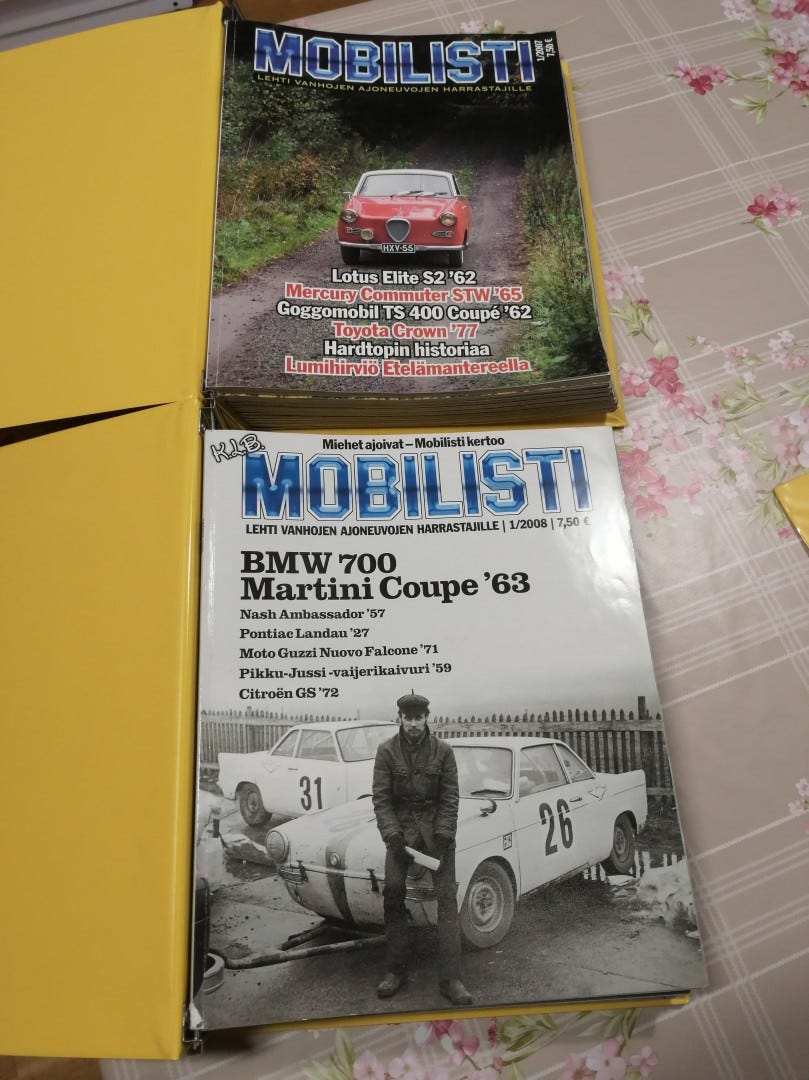 MOBILISTI
1/2007
7,50 €
LEHTI VANHOJEN AJONEUVOJEN HARRASTAJILLE
HXV-55
Lotus Elite S2 ’62
Mercury Commuter STW ’65
Goggomobil TS 400 Coupé ’62
Toyota Crown ’77
Hardtopin historiaa
Lumihirviö Etelämantereella
K.L.B.
Miehet ajoivat – Mobilisti kertoo
MOBILISTI
LEHTI VANHOJEN AJONEUVOJEN HARRASTAJILLE | 1/2008 | 7,50 €
BMW 700
Martini Coupe ’63
Nash Ambassador ’57
Pontiac Landau ’27
Moto Guzzi Nuovo Falcone ’71
Pikku-Jussi -vaijerikaivuri ’59
Citroën GS ’72
31
26